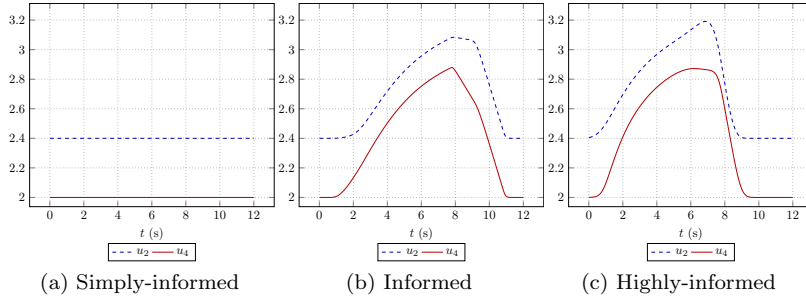 3.2
3
2.8
2.6
2.4
2.2
2
0 2 4 6 8 10 12
t (s)
u2 u4
(a) Simply-informed
3.2
3
2.8
2.6
2.4
2.2
2
0 2 4 6 8 10 12
t (s)
u2 u4
(b) Informed
3.2
3
2.8
2.6
2.4
2.2
2
0 2 4 6 8 10 12
t (s)
u2 u4
(c) Highly-informed